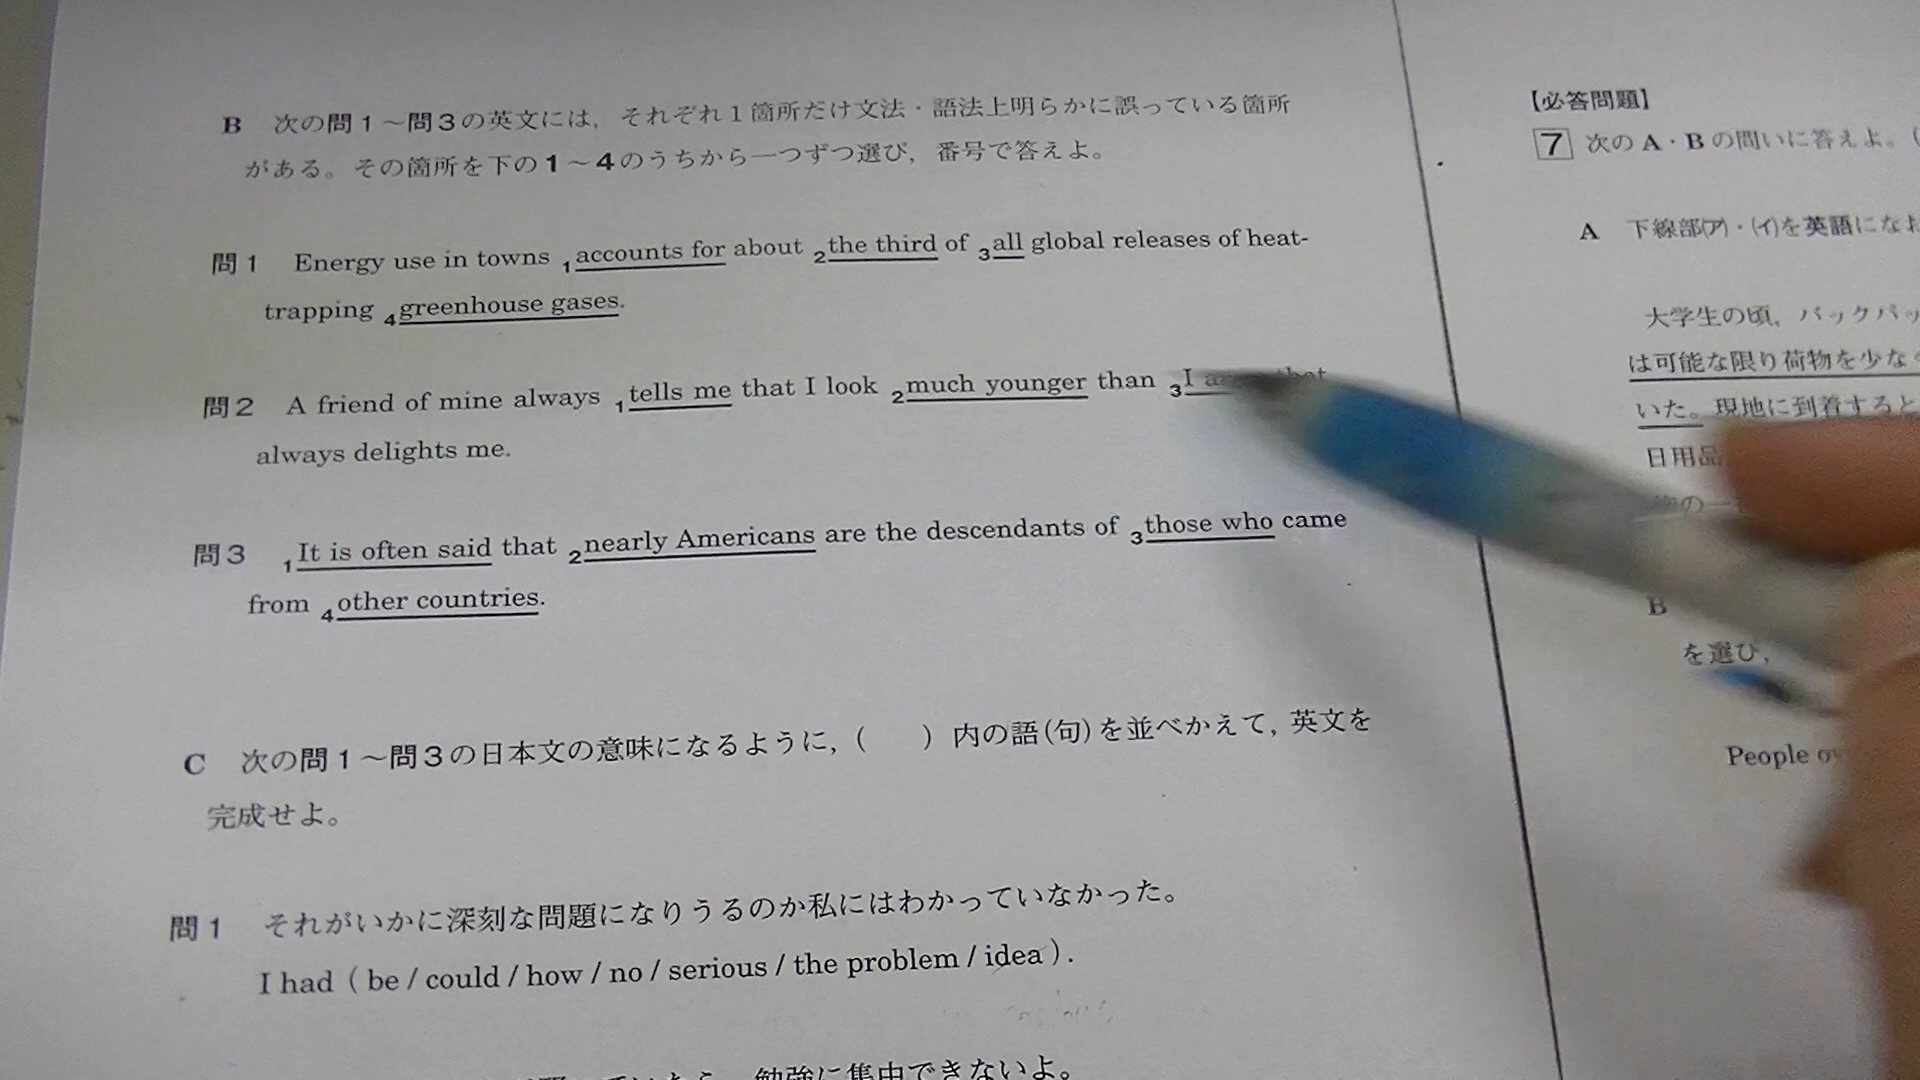 B 次の問1～問3の英文には，それぞれ1箇所だけ文法・語法上明らかに誤っている箇所
がある。その箇所を下の1～4のうちから一つずつ選び，番号で答えよ。
問1 Energy use in towns 1accounts for about 2the third of 3all global releases of heat-
trapping 4greenhouse gases.
問2 A friend of mine always 1tells me that I look 2much younger than 3I
always delights me.
問3 1It is often said that 2nearly Americans are the descendants of 3those who came
from 4other countries.
C 次の問1～問3の日本文の意味になるように，( ) 内の語(句)を並べかえて，英文を
完成せよ。
問1 それがいかに深刻な問題になりうるのか私にはわかっていなかった。
I had ( be / could / how / no / serious / the problem / idea ).
勉強に集中できないよ。
【必答問題】
7 次のA・Bの問いに答えよ。(
A 下線部(ア)・(イ)を英語になお
大学生の頃，バックパッ
は可能な限り荷物を少なく
いた。現地に到着すると
日用品
B
を選び，
People